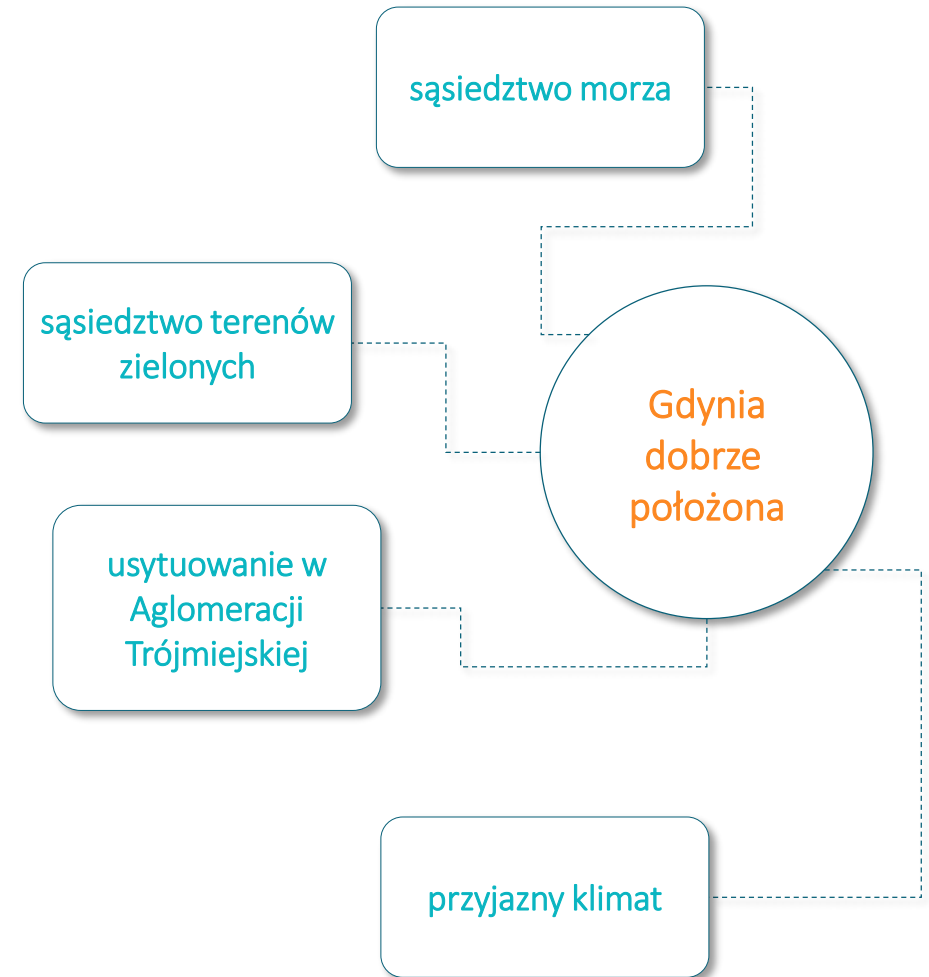 sąsiedztwo morza
sąsiedztwo terenów
zielonych
Gdynia
dobrze
położona
usytuowanie w
Aglomeracji
Trójmiejskiej
przyjazny klimat